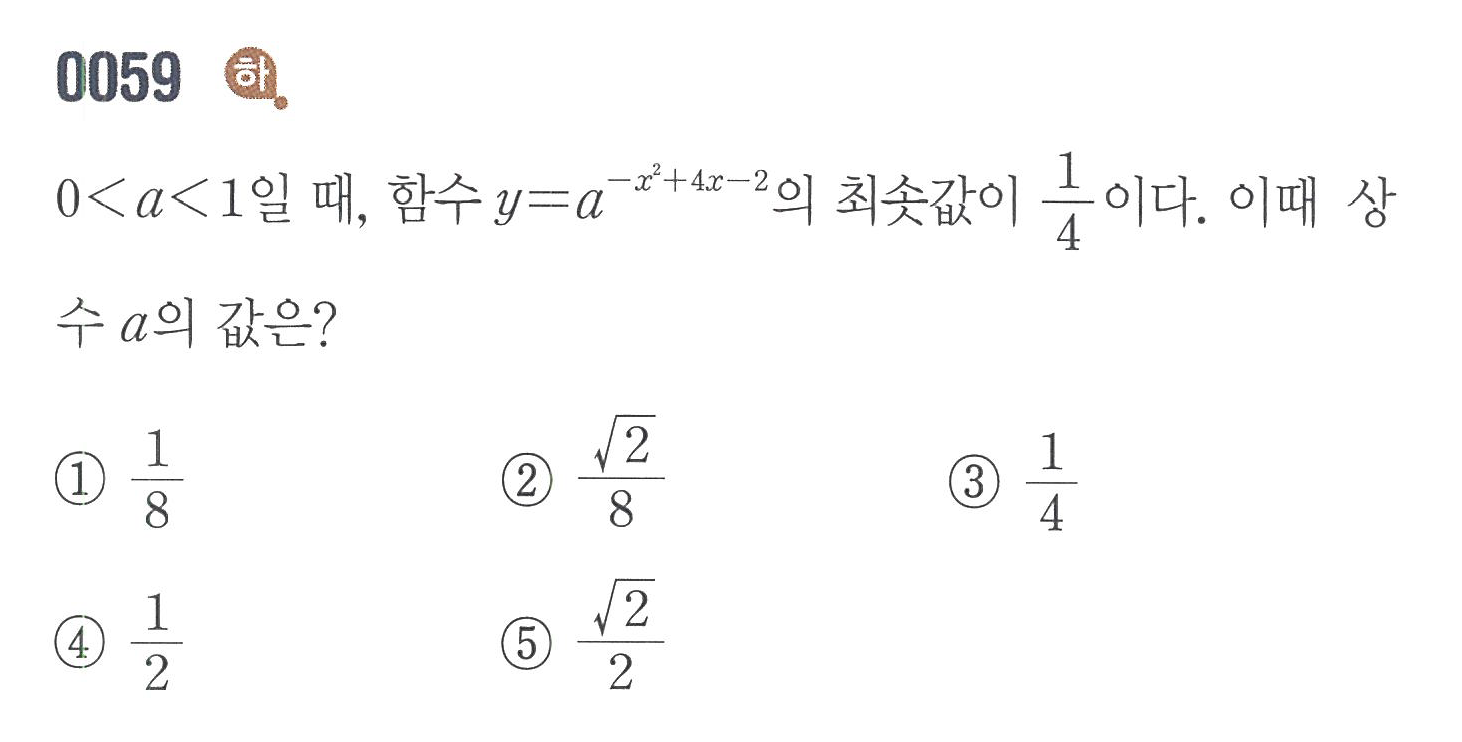 0059 하
0<a<1일 때, 함수 y=a^{-x^2+4x-2}의 최솟값이 \frac{1}{4}이다. 이때 상
수 a의 값은?
① \frac{1}{8} ② \frac{\sqrt{2}}{8} ③ \frac{1}{4}
④ \frac{1}{2} ⑤ \frac{\sqrt{2}}{2}